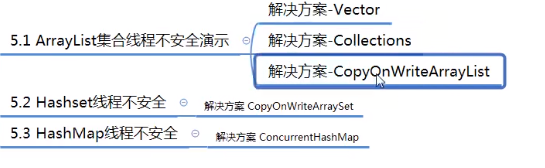 解决方案-Vector
5.1 ArrayList集合线程不安全演示
解决方案-Collections
解决方案-CopyOnWriteArrayList
5.2 Hashset线程不安全
解决方案 CopyOnWriteArraySet
5.3 HashMap线程不安全
解决方案 ConcurrentHashMap